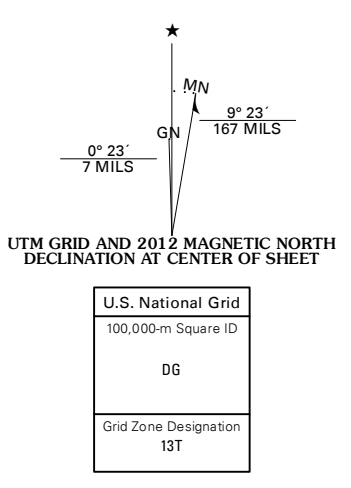 ★
MN
9° 23´
167 MILS
GN
0° 23´
7 MILS
UTM GRID AND 2012 MAGNETIC NORTH
DECLINATION AT CENTER OF SHEET
U.S. National Grid
100,000-m Square ID
DG
Grid Zone Designation
13T